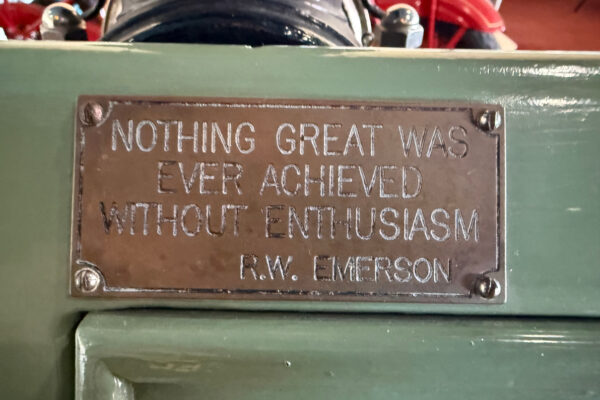 NOTHING GREAT WAS
EVER ACHIEVED
WITHOUT ENTHUSIASM
R.W. EMERSON